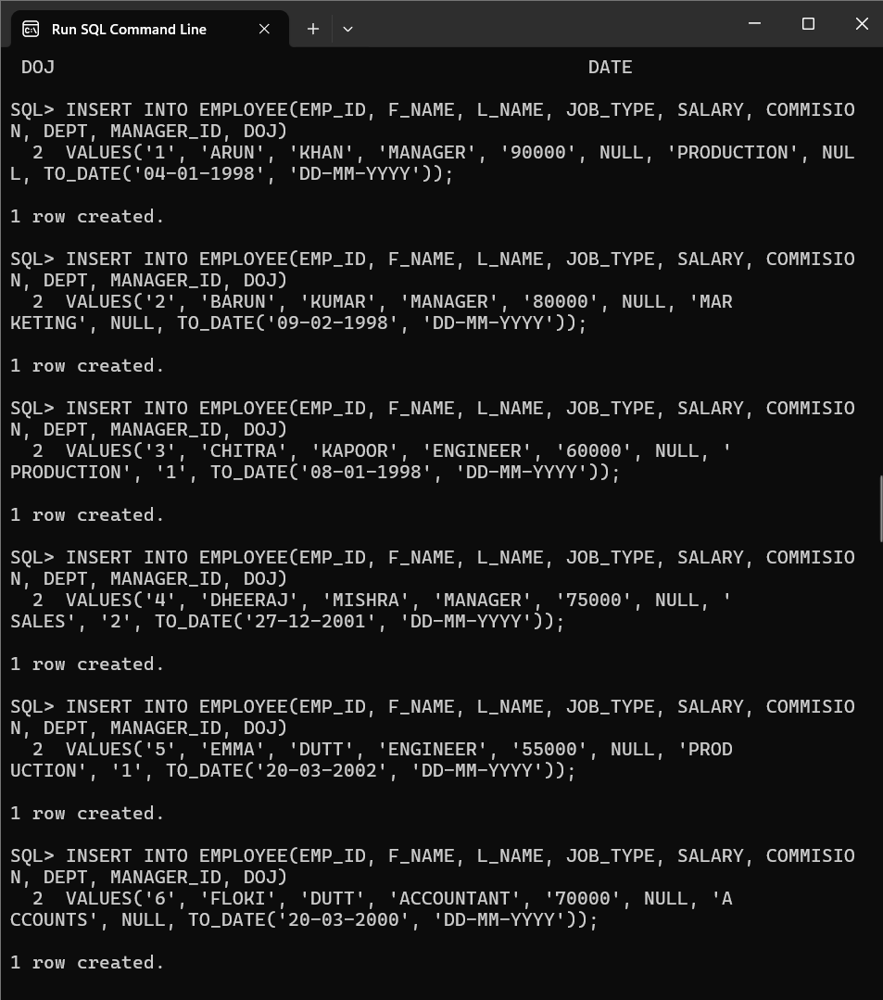 Run SQL Command Line
DOJ DATE
SQL> INSERT INTO EMPLOYEE(EMP_ID, F_NAME, L_NAME, JOB_TYPE, SALARY, COMMISIO
N, DEPT, MANAGER_ID, DOJ)
2 VALUES('1', 'ARUN', 'KHAN', 'MANAGER', '90000', NULL, 'PRODUCTION', NUL
L, TO_DATE('04-01-1998', 'DD-MM-YYYY'));
1 row created.
SQL> INSERT INTO EMPLOYEE(EMP_ID, F_NAME, L_NAME, JOB_TYPE, SALARY, COMMISIO
N, DEPT, MANAGER_ID, DOJ)
2 VALUES('2', 'BARUN', 'KUMAR', 'MANAGER', '80000', NULL, 'MAR
KETING', NULL, TO_DATE('09-02-1998', 'DD-MM-YYYY'));
1 row created.
SQL> INSERT INTO EMPLOYEE(EMP_ID, F_NAME, L_NAME, JOB_TYPE, SALARY, COMMISIO
N, DEPT, MANAGER_ID, DOJ)
2 VALUES('3', 'CHITRA', 'KAPOOR', 'ENGINEER', '60000', NULL, '
PRODUCTION', '1', TO_DATE('08-01-1998', 'DD-MM-YYYY'));
1 row created.
SQL> INSERT INTO EMPLOYEE(EMP_ID, F_NAME, L_NAME, JOB_TYPE, SALARY, COMMISIO
N, DEPT, MANAGER_ID, DOJ)
2 VALUES('4', 'DHEERAJ', 'MISHRA', 'MANAGER', '75000', NULL, '
SALES', '2', TO_DATE('27-12-2001', 'DD-MM-YYYY'));
1 row created.
SQL> INSERT INTO EMPLOYEE(EMP_ID, F_NAME, L_NAME, JOB_TYPE, SALARY, COMMISIO
N, DEPT, MANAGER_ID, DOJ)
2 VALUES('5', 'EMMA', 'DUTT', 'ENGINEER', '55000', NULL, 'PROD
UCTION', '1', TO_DATE('20-03-2002', 'DD-MM-YYYY'));
1 row created.
SQL> INSERT INTO EMPLOYEE(EMP_ID, F_NAME, L_NAME, JOB_TYPE, SALARY, COMMISIO
N, DEPT, MANAGER_ID, DOJ)
2 VALUES('6', 'FLOKI', 'DUTT', 'ACCOUNTANT', '70000', NULL, 'A
CCOUNTS', NULL, TO_DATE('20-03-2000', 'DD-MM-YYYY'));
1 row created.